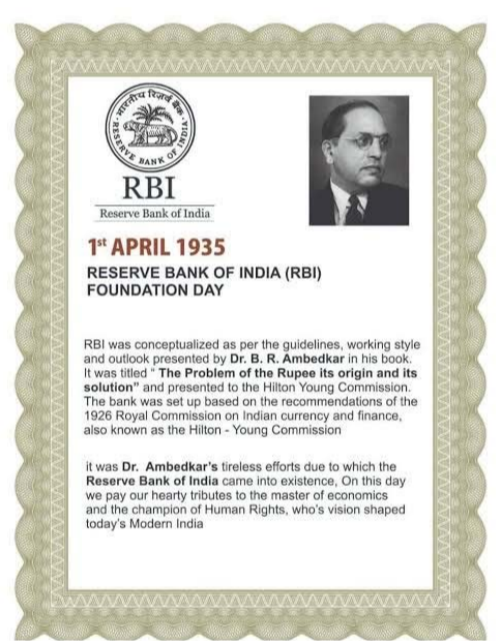 भारतीय रिज़र्व बैंक
RESERVE BANK OF INDIA
RBI
Reserve Bank of India
1st APRIL 1935
RESERVE BANK OF INDIA (RBI)
FOUNDATION DAY
RBI was conceptualized as per the guidelines, working style
and outlook presented by Dr. B. R. Ambedkar in his book.
It was titled “ The Problem of the Rupee its origin and its
solution” and presented to the Hilton Young Commission.
The bank was set up based on the recommendations of the
1926 Royal Commission on Indian currency and finance,
also known as the Hilton - Young Commission
it was Dr. Ambedkar's tireless efforts due to which the
Reserve Bank of India came into existence, On this day
we pay our hearty tributes to the master of economics
and the champion of Human Rights, who's vision shaped
today's Modern India